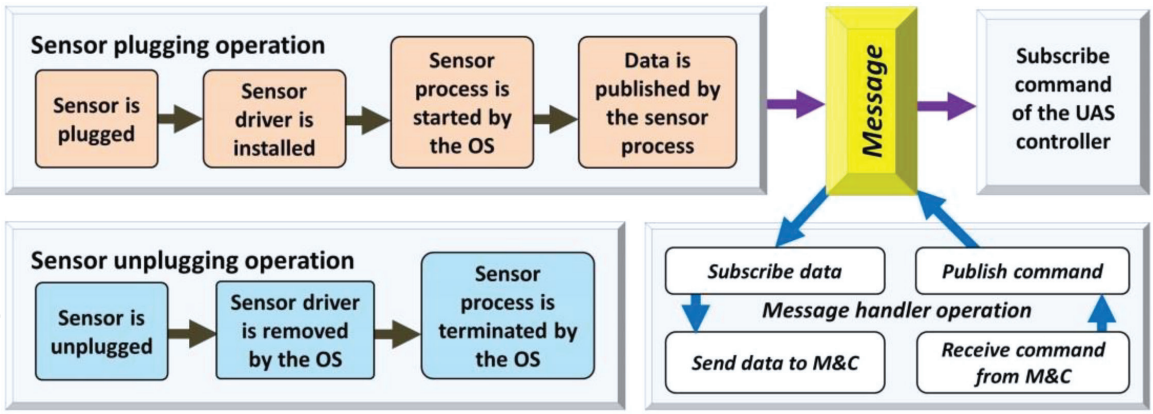 Sensor plugging operation
Sensor is
plugged
Sensor
driver is
installed
Sensor
process is
started by
the OS
Data is
published by
the sensor
process
Message
Subscribe
command
of the UAS
controller
Sensor unplugging operation
Sensor is
unplugged
Sensor driver
is removed
by the OS
Sensor
process is
terminated by
the OS
Subscribe data
Publish command
Message handler operation
Send data to M&C
Receive command
from M&C